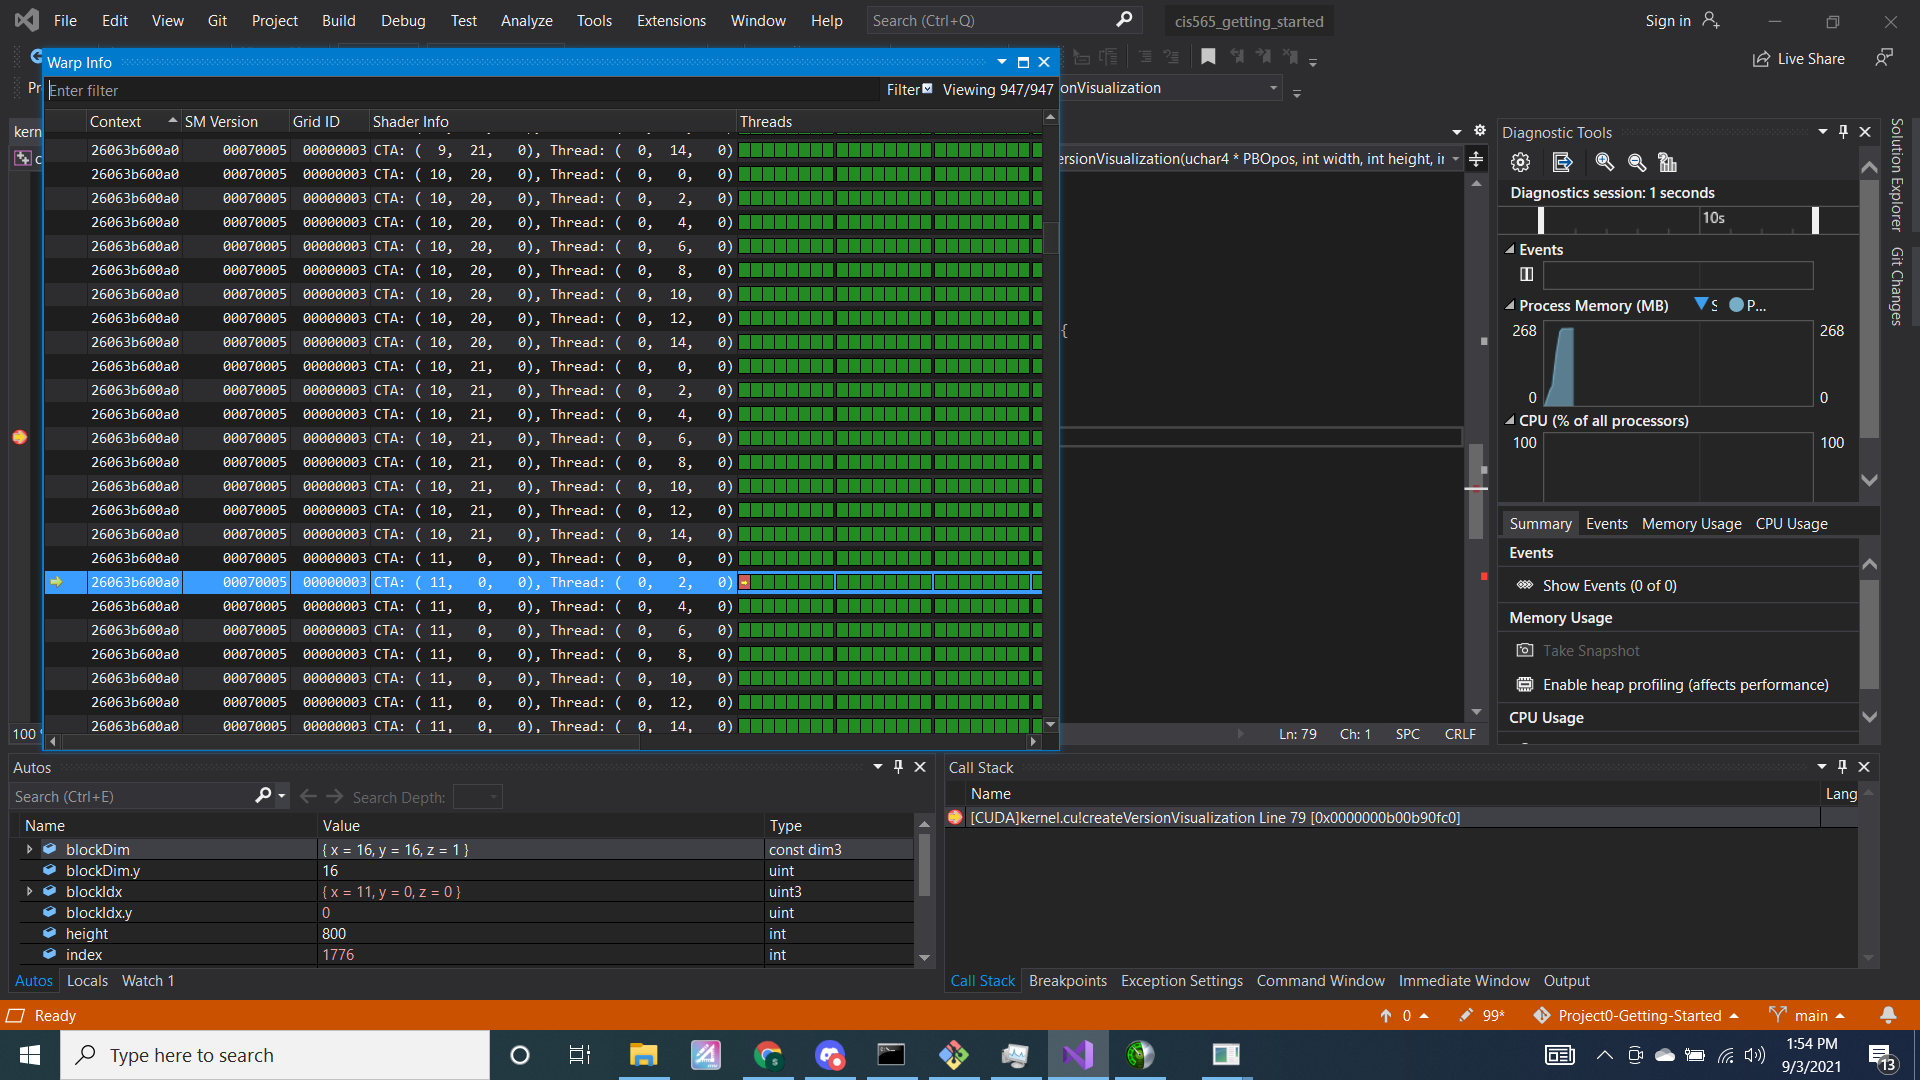 File Edit View Git Project Build Debug Test Analyze Tools Extensions Window Help Search (Ctrl+Q) cis565_getting_started Sign in
Live Share
Warp Info
Enter filter Filter Viewing 947/947
onVisualization
Context SM Version Grid ID Shader Info Threads
26063b600a0 00070005 00000003 CTA: ( 9, 21, 0), Thread: ( 0, 14, 0)
26063b600a0 00070005 00000003 CTA: ( 10, 20, 0), Thread: ( 0, 0, 0)
26063b600a0 00070005 00000003 CTA: ( 10, 20, 0), Thread: ( 0, 2, 0)
26063b600a0 00070005 00000003 CTA: ( 10, 20, 0), Thread: ( 0, 4, 0)
26063b600a0 00070005 00000003 CTA: ( 10, 20, 0), Thread: ( 0, 6, 0)
26063b600a0 00070005 00000003 CTA: ( 10, 20, 0), Thread: ( 0, 8, 0)
26063b600a0 00070005 00000003 CTA: ( 10, 20, 0), Thread: ( 0, 10, 0)
26063b600a0 00070005 00000003 CTA: ( 10, 20, 0), Thread: ( 0, 12, 0)
26063b600a0 00070005 00000003 CTA: ( 10, 20, 0), Thread: ( 0, 14, 0)
26063b600a0 00070005 00000003 CTA: ( 10, 21, 0), Thread: ( 0, 0, 0)
26063b600a0 00070005 00000003 CTA: ( 10, 21, 0), Thread: ( 0, 2, 0)
26063b600a0 00070005 00000003 CTA: ( 10, 21, 0), Thread: ( 0, 4, 0)
26063b600a0 00070005 00000003 CTA: ( 10, 21, 0), Thread: ( 0, 6, 0)
26063b600a0 00070005 00000003 CTA: ( 10, 21, 0), Thread: ( 0, 8, 0)
26063b600a0 00070005 00000003 CTA: ( 10, 21, 0), Thread: ( 0, 10, 0)
26063b600a0 00070005 00000003 CTA: ( 10, 21, 0), Thread: ( 0, 12, 0)
26063b600a0 00070005 00000003 CTA: ( 10, 21, 0), Thread: ( 0, 14, 0)
26063b600a0 00070005 00000003 CTA: ( 11, 0, 0), Thread: ( 0, 0, 0)
26063b600a0 00070005 00000003 CTA: ( 11, 0, 0), Thread: ( 0, 2, 0)
26063b600a0 00070005 00000003 CTA: ( 11, 0, 0), Thread: ( 0, 4, 0)
26063b600a0 00070005 00000003 CTA: ( 11, 0, 0), Thread: ( 0, 6, 0)
26063b600a0 00070005 00000003 CTA: ( 11, 0, 0), Thread: ( 0, 8, 0)
26063b600a0 00070005 00000003 CTA: ( 11, 0, 0), Thread: ( 0, 10, 0)
26063b600a0 00070005 00000003 CTA: ( 11, 0, 0), Thread: ( 0, 12, 0)
26063b600a0 00070005 00000003 CTA: ( 11, 0, 0), Thread: ( 0, 14, 0)
Pr
kern
c
100
ersionVisualization(uchar4 * PBOpos, int width, int height, ir
{
Ln: 79 Ch: 1 SPC CRLF
Diagnostic Tools
Diagnostics session: 1 seconds
10s
Events
Process Memory (MB) S P...
268 268
0 0
CPU (% of all processors)
100 100
Summary Events Memory Usage CPU Usage
Events
Show Events (0 of 0)
Memory Usage
Take Snapshot
Enable heap profiling (affects performance)
CPU Usage
Solution Explorer
Git Changes
Autos
Search (Ctrl+E) Search Depth:
Name Value Type
blockDim { x = 16, y = 16, z = 1 } const dim3
blockDim.y 16 uint
blockIdx { x = 11, y = 0, z = 0 } uint3
blockIdx.y 0 uint
height 800 int
index 1776 int
Autos Locals Watch 1
Call Stack
Name Lang
[CUDA]kernel.cu!createVersionVisualization Line 79 [0x0000000b00b90fc0]
Call Stack Breakpoints Exception Settings Command Window Immediate Window Output
Ready 0 99* Project0-Getting-Started main
Type here to search
1:54 PM
9/3/2021
13